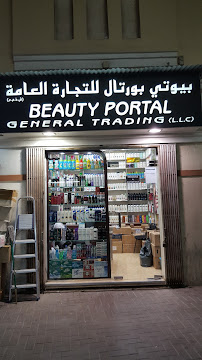 بيوتي بورتال للتجارة العامة
(ش.ذ.م.م)
BEAUTY PORTAL
GENERAL TRADING (L.L.C)